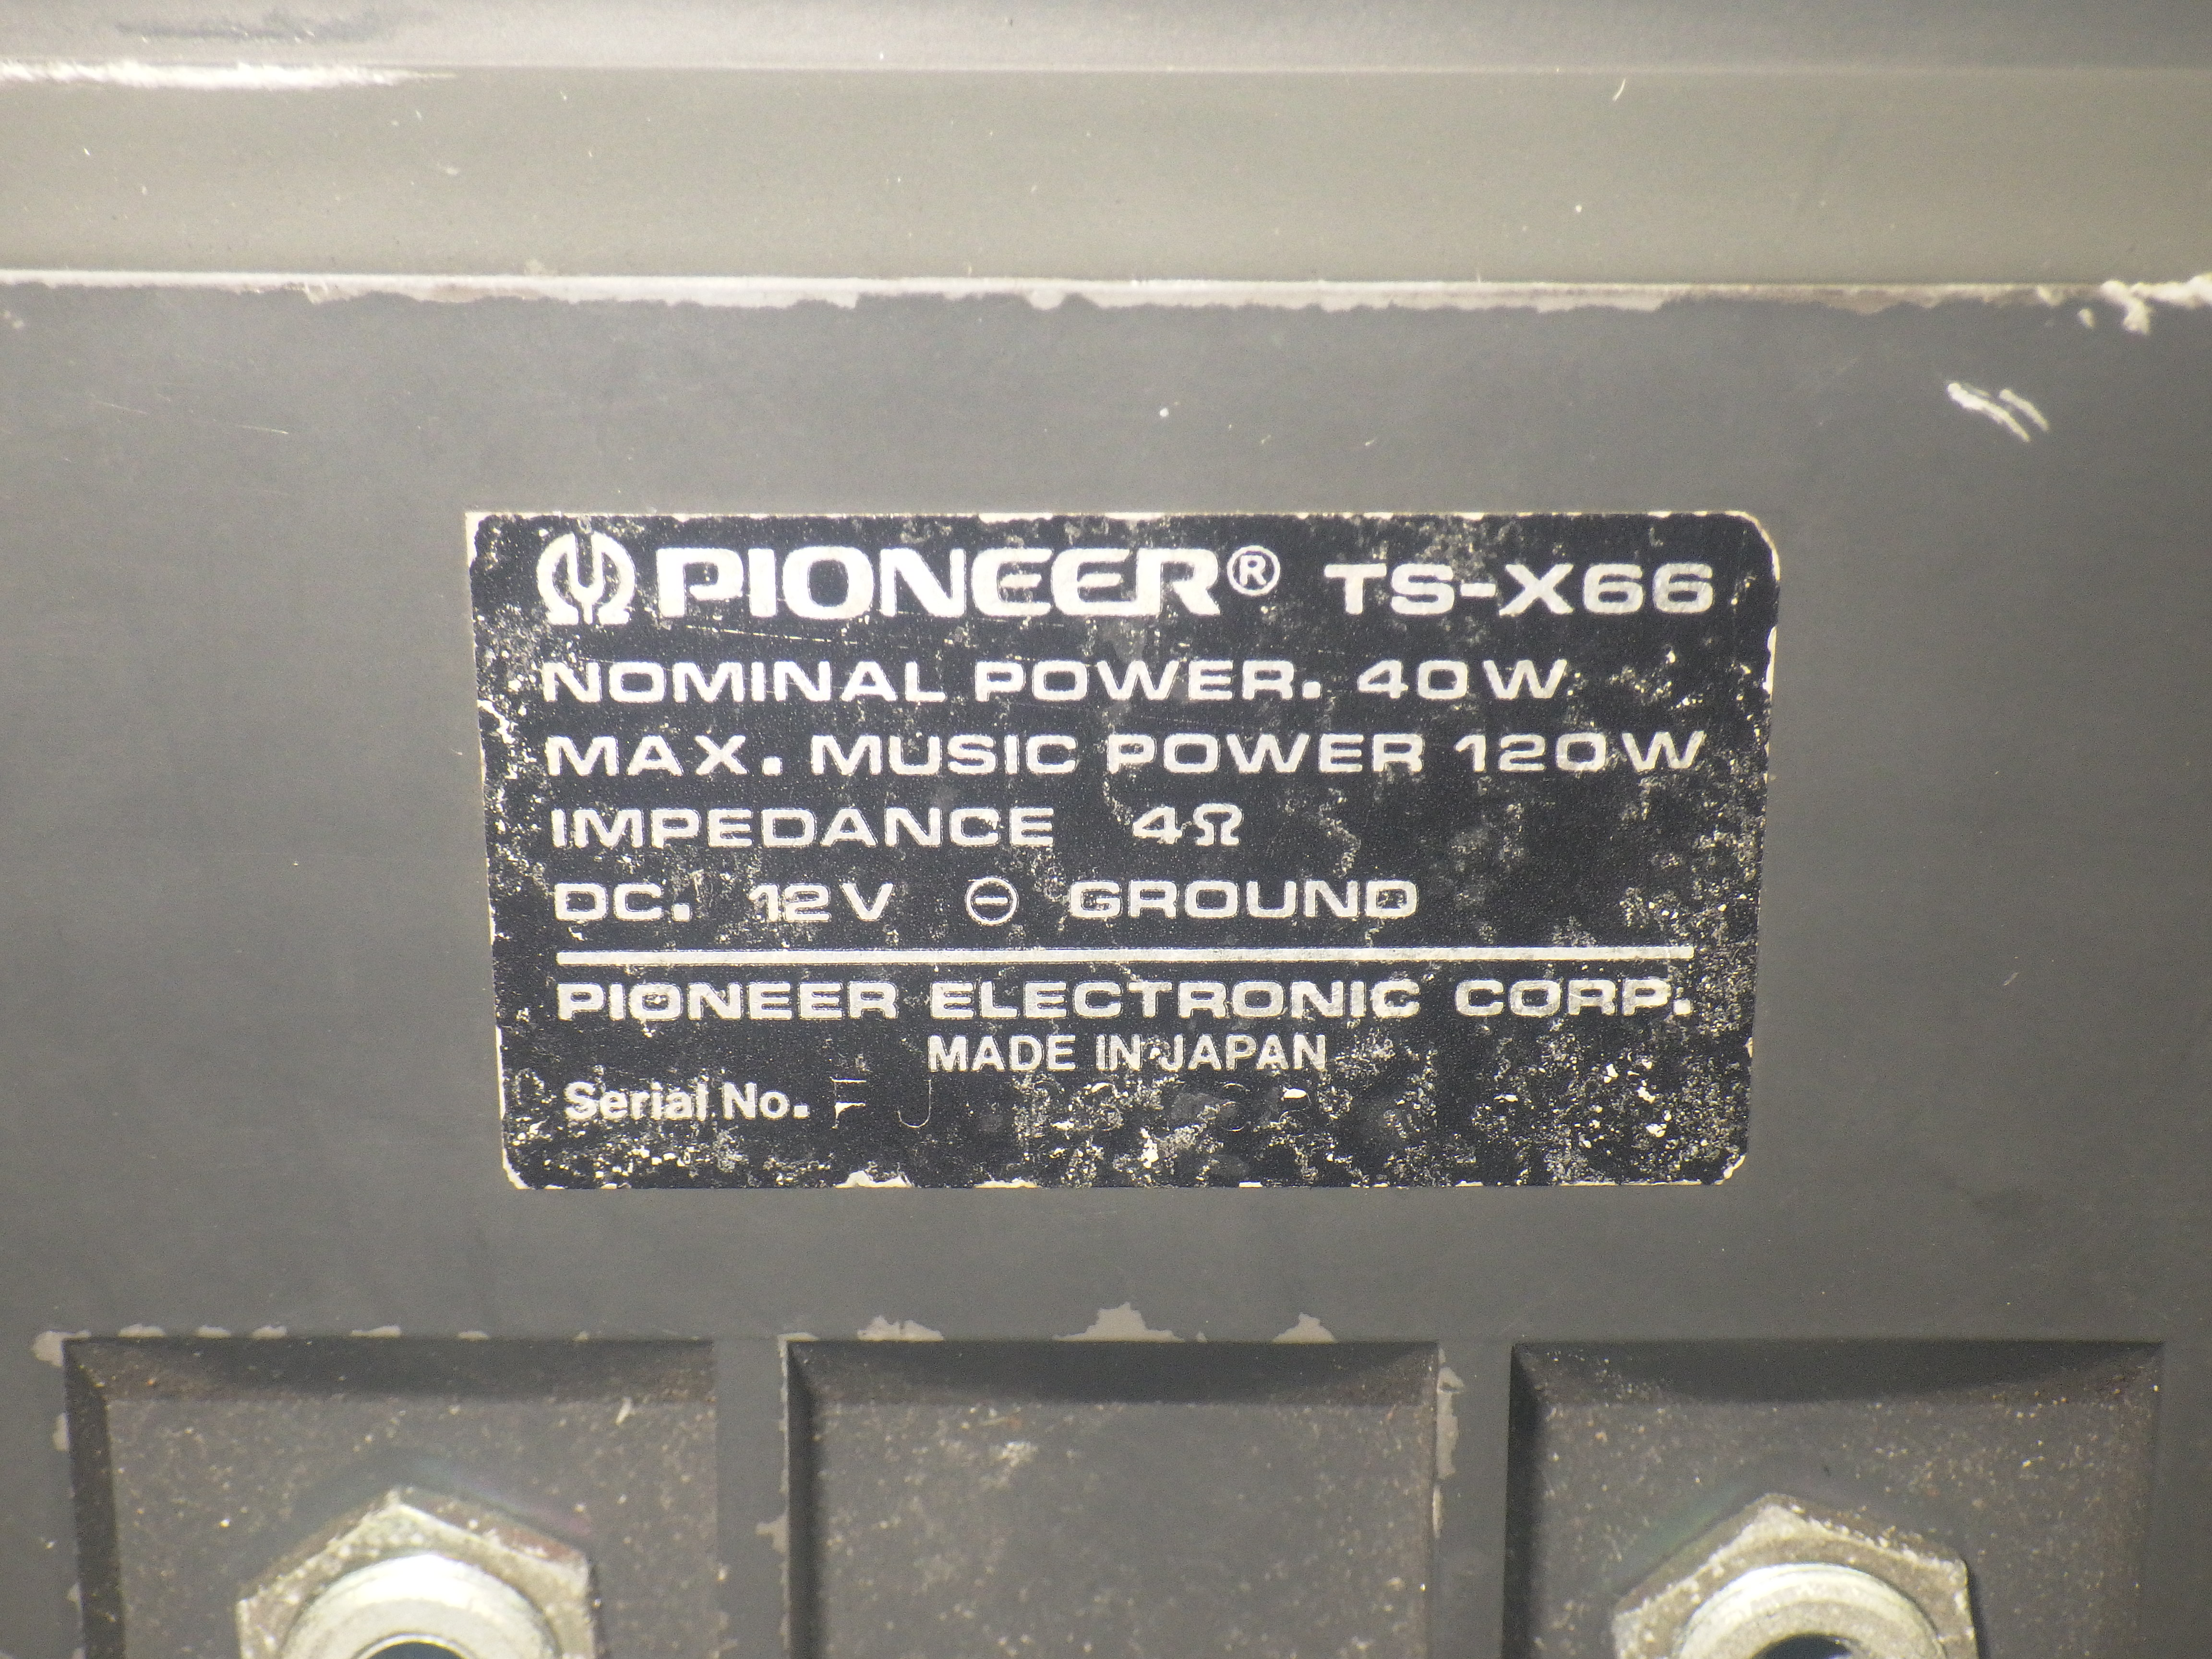 PIONEER® TS-X66
NOMINAL POWER. 40W
MAX. MUSIC POWER 120W
IMPEDANCE 4Ω
DC. 12V ⊖ GROUND
PIONEER ELECTRONIC CORP.
MADE IN JAPAN
Serial No.